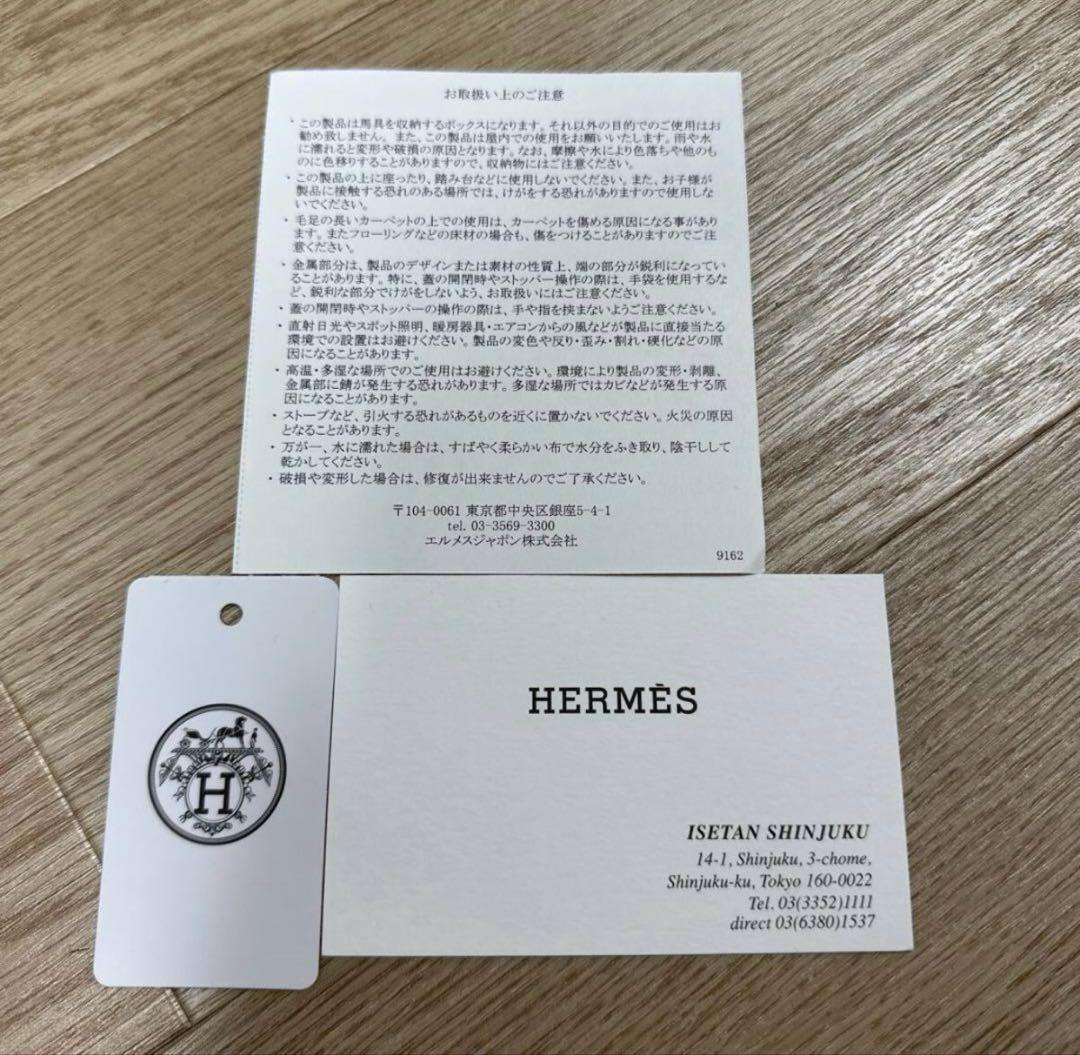 お取扱い上のご注意
・この製品は馬具を収納するボックスになります。それ以外の目的でのご使用はお
勧め致しません。また、この製品は屋内での使用をお願いいたします。雨や水
に濡れると変形や破損の原因となります。なお、摩擦や水により色落ちや他のも
のに色移りすることがありますので、収納物にはご注意ください。
・この製品の上に座ったり、踏み台などに使用しないでください。また、お子様が
製品に接触する恐れのある場所では、けがをする恐れがありますので使用しな
いでください。
・毛足の長いカーペットの上での使用は、カーペットを傷める原因になる事があり
ます。またフローリングなどの床材の場合も、傷をつけることがありますのでご注
意ください。
・金属部分は、製品のデザインまたは素材の性質上、端の部分が鋭利になってい
ることがあります。特に、蓋の開閉時やストッパー操作の際は、手袋を使用するな
ど、鋭利な部分でけがをしないよう、お取扱いにはご注意ください。
・蓋の開閉時やストッパーの操作の際は、手や指を挟まないようご注意ください。
・直射日光やスポット照明、暖房器具・エアコンからの風などが製品に直接当たる
環境での設置はお避けください。製品の変色や反り・歪み・割れ・硬化などの原
因になることがあります。
・高温・多湿な場所でのご使用はお避けください。環境により製品の変形・剥離、
金属部に錆が発生する恐れがあります。多湿な場所ではカビなどが発生する原
因になることがあります。
・ストーブなど、引火する恐れがあるものを近くに置かないでください。火災の原因
となることがあります。
・万が一、水に濡れた場合は、すばやく柔らかい布で水分をふき取り、陰干しして
乾かしてください。
・破損や変形した場合は、修復が出来ませんのでご了承ください。
〒104-0061 東京都中央区銀座5-4-1
tel. 03-3569-3300
エルメスジャポン株式会社
9162
H
HERMÈS
ISETAN SHINJUKU
14-1, Shinjuku, 3-chome,
Shinjuku-ku, Tokyo 160-0022
Tel. 03(3352)1111
direct 03(6380)1537